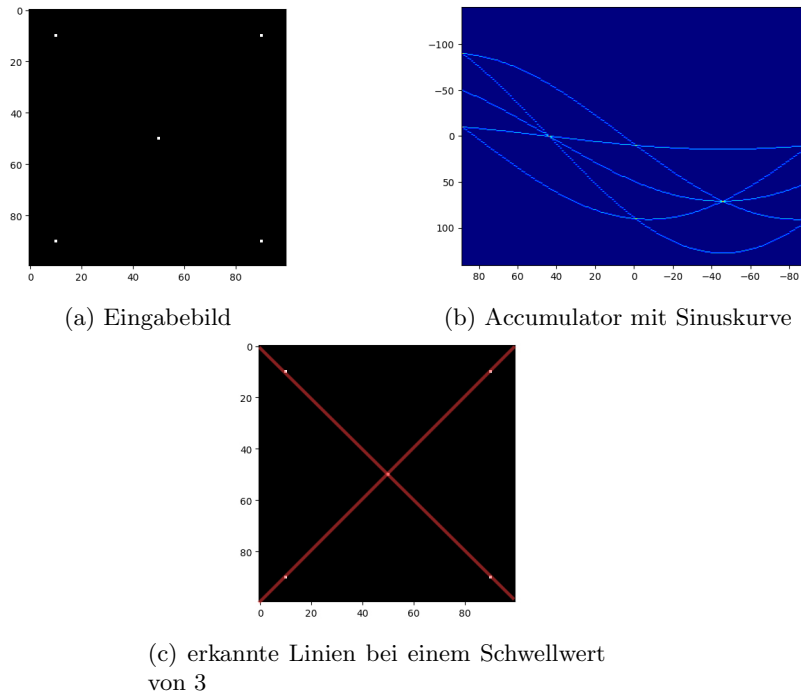 0
20
40
60
80
0 20 40 60 80
(a) Eingabebild
−100
−50
0
50
100
80 60 40 20 0 −20 −40 −60 −80
(b) Accumulator mit Sinuskurve
0
20
40
60
80
0 20 40 60 80
(c) erkannte Linien bei einem Schwellwert
von 3